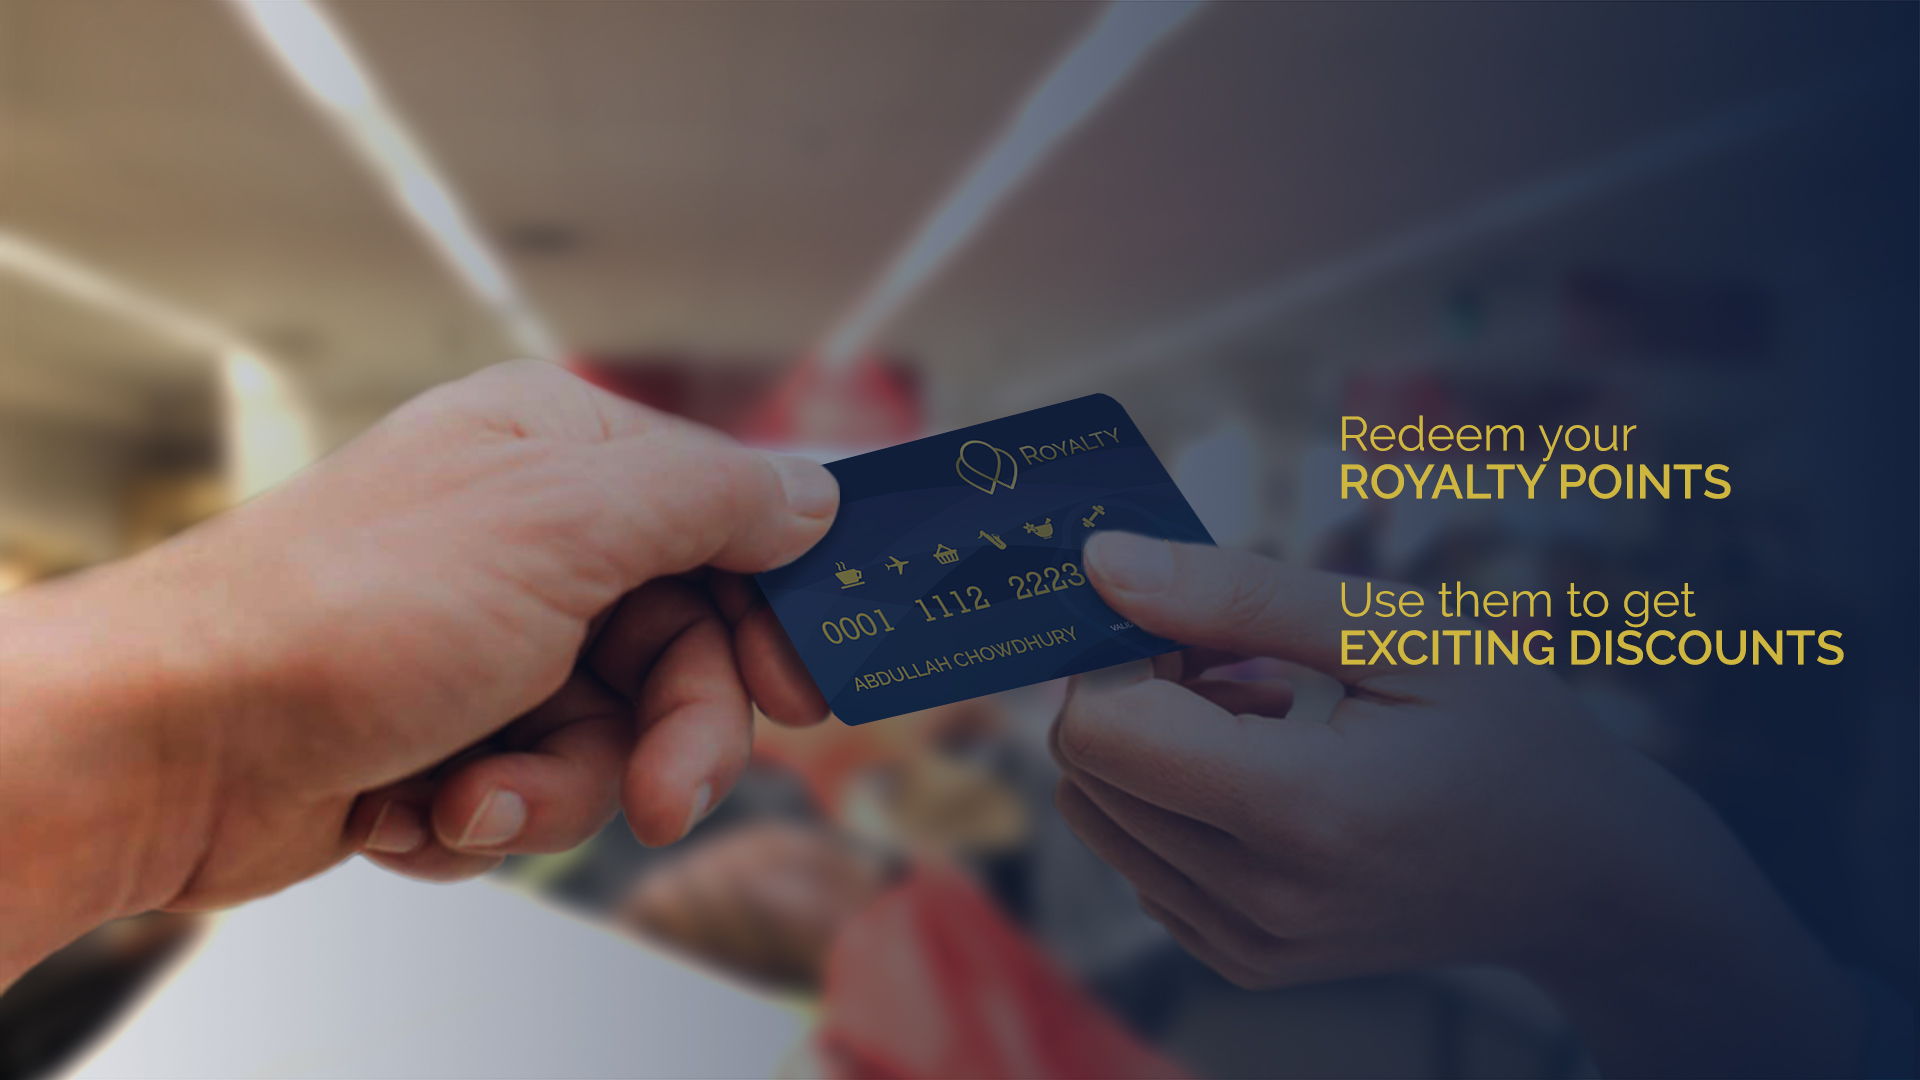 ROYALTY
0001 1112 2223
ABDULLAH CHOWDHURY
Redeem your
ROYALTY POINTS
Use them to get
EXCITING DISCOUNTS